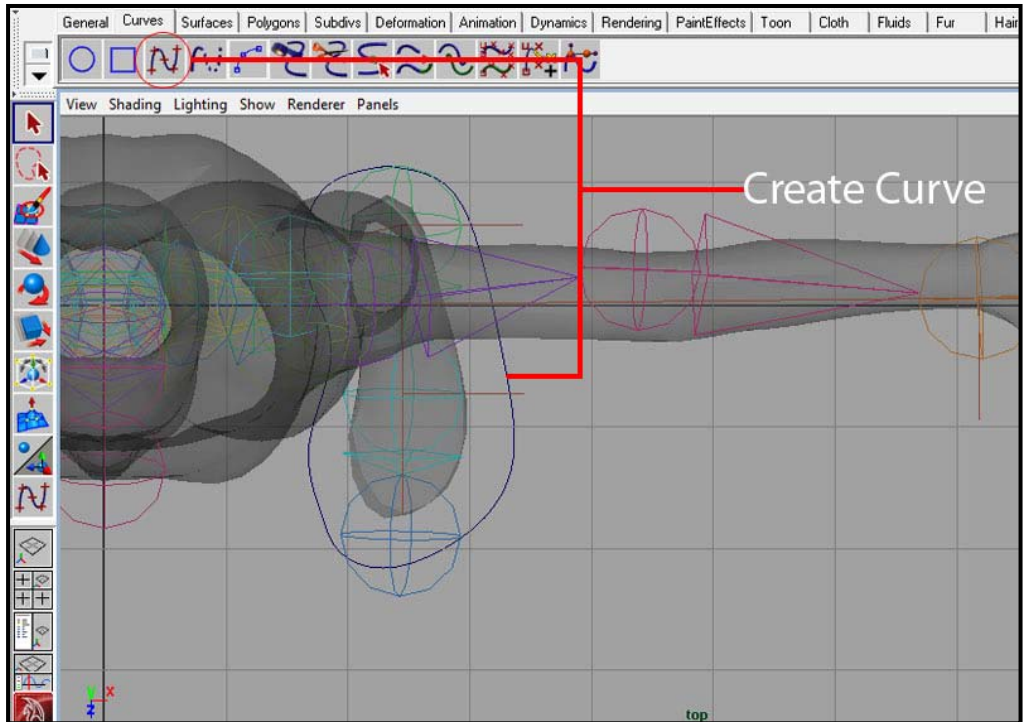 General Curves Surfaces Polygons Subdivs Deformation Animation Dynamics Rendering PaintEffects Toon Cloth Fluids Fur Hair
View Shading Lighting Show Renderer Panels
Create Curve
y x
z
top